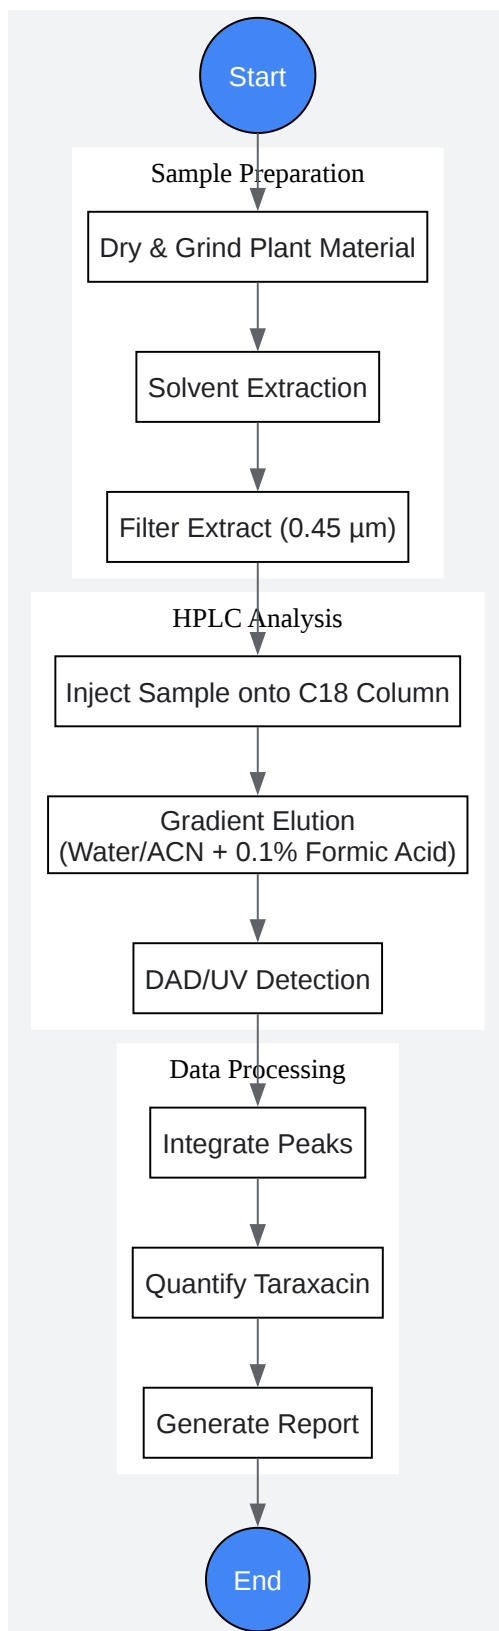 Start
Sample Preparation
Dry & Grind Plant Material
Solvent Extraction
Filter Extract (0.45 µm)
HPLC Analysis
Inject Sample onto C18 Column
Gradient Elution
(Water/ACN + 0.1% Formic Acid)
DAD/UV Detection
Data Processing
Integrate Peaks
Quantify Taraxacin
Generate Report
End